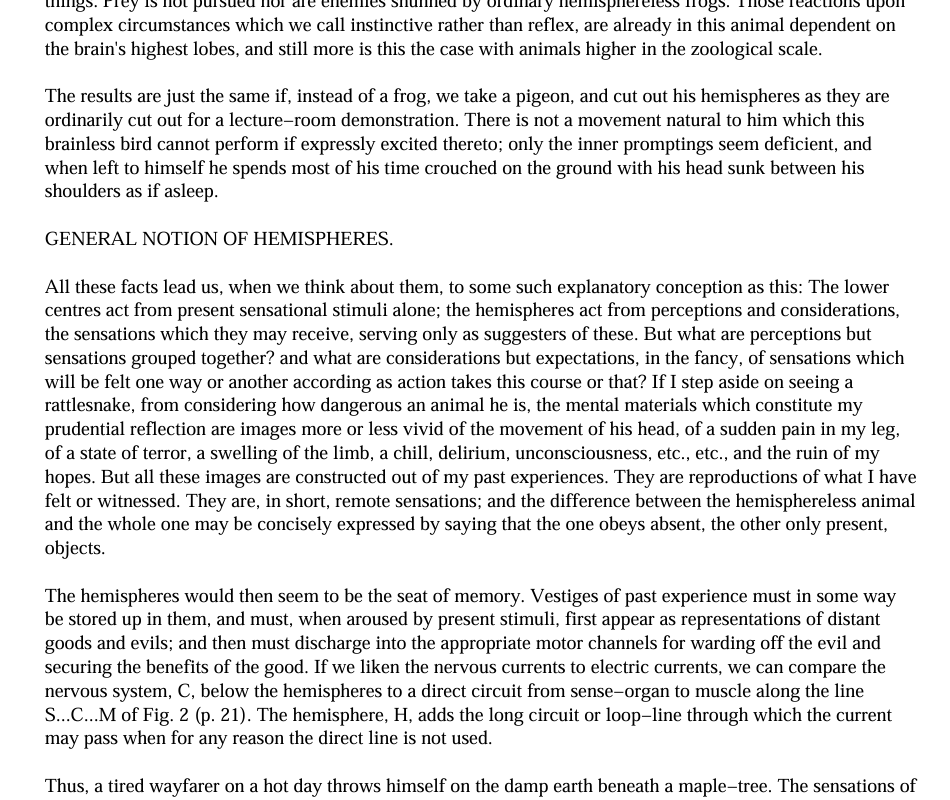 things. Prey is not pursued nor are enemies shunned by ordinary hemisphereless frogs. Those reactions upon
complex circumstances which we call instinctive rather than reflex, are already in this animal dependent on
the brain's highest lobes, and still more is this the case with animals higher in the zoological scale.
The results are just the same if, instead of a frog, we take a pigeon, and cut out his hemispheres as they are
ordinarily cut out for a lecture−room demonstration. There is not a movement natural to him which this
brainless bird cannot perform if expressly excited thereto; only the inner promptings seem deficient, and
when left to himself he spends most of his time crouched on the ground with his head sunk between his
shoulders as if asleep.
GENERAL NOTION OF HEMISPHERES.
All these facts lead us, when we think about them, to some such explanatory conception as this: The lower
centres act from present sensational stimuli alone; the hemispheres act from perceptions and considerations,
the sensations which they may receive, serving only as suggesters of these. But what are perceptions but
sensations grouped together? and what are considerations but expectations, in the fancy, of sensations which
will be felt one way or another according as action takes this course or that? If I step aside on seeing a
rattlesnake, from considering how dangerous an animal he is, the mental materials which constitute my
prudential reflection are images more or less vivid of the movement of his head, of a sudden pain in my leg,
of a state of terror, a swelling of the limb, a chill, delirium, unconsciousness, etc., etc., and the ruin of my
hopes. But all these images are constructed out of my past experiences. They are reproductions of what I have
felt or witnessed. They are, in short, remote sensations; and the difference between the hemisphereless animal
and the whole one may be concisely expressed by saying that the one obeys absent, the other only present,
objects.
The hemispheres would then seem to be the seat of memory. Vestiges of past experience must in some way
be stored up in them, and must, when aroused by present stimuli, first appear as representations of distant
goods and evils; and then must discharge into the appropriate motor channels for warding off the evil and
securing the benefits of the good. If we liken the nervous currents to electric currents, we can compare the
nervous system, C, below the hemispheres to a direct circuit from sense−organ to muscle along the line
S...C...M of Fig. 2 (p. 21). The hemisphere, H, adds the long circuit or loop−line through which the current
may pass when for any reason the direct line is not used.
Thus, a tired wayfarer on a hot day throws himself on the damp earth beneath a maple−tree. The sensations of